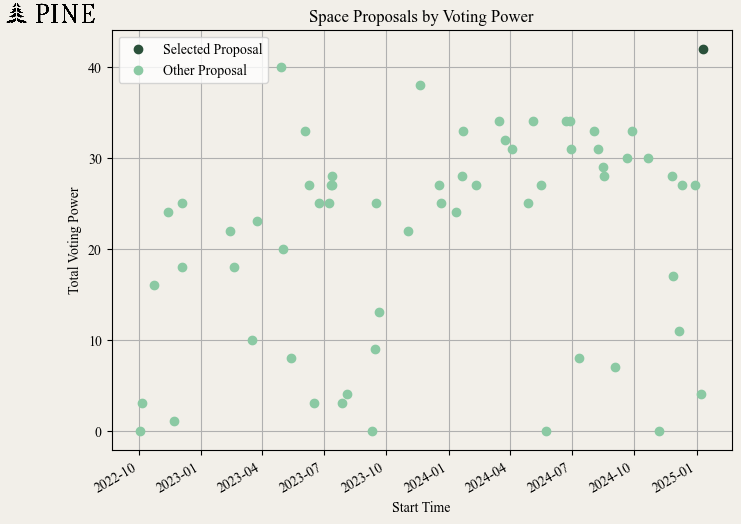 PINE
Space Proposals by Voting Power
Selected Proposal
Other Proposal
Total Voting Power
40
30
20
10
0
2022-10
2023-01
2023-04
2023-07
2023-10
2024-01
2024-04
2024-07
2024-10
2025-01
Start Time